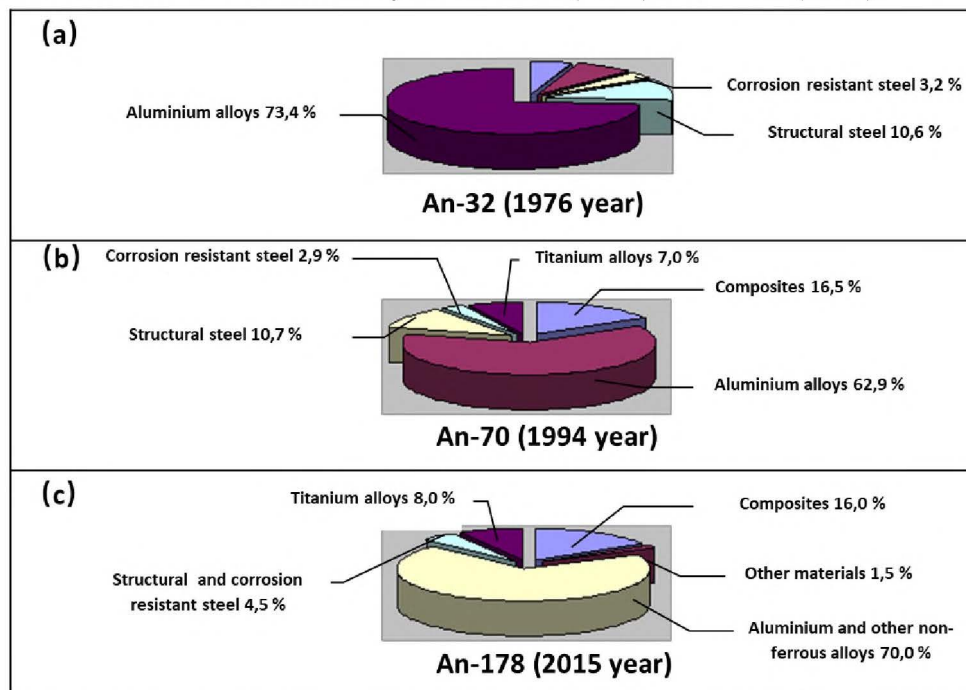 (a)
Aluminium alloys 73,4 %
Corrosion resistant steel 3,2 %
Structural steel 10,6 %
An-32 (1976 year)
(b)
Corrosion resistant steel 2,9 %
Titanium alloys 7,0 %
Composites 16,5 %
Structural steel 10,7 %
Aluminium alloys 62,9 %
An-70 (1994 year)
(c)
Titanium alloys 8,0 %
Composites 16,0 %
Structural and corrosion
resistant steel 4,5 %
Other materials 1,5 %
Aluminium and other non-
ferrous alloys 70,0 %
An-178 (2015 year)